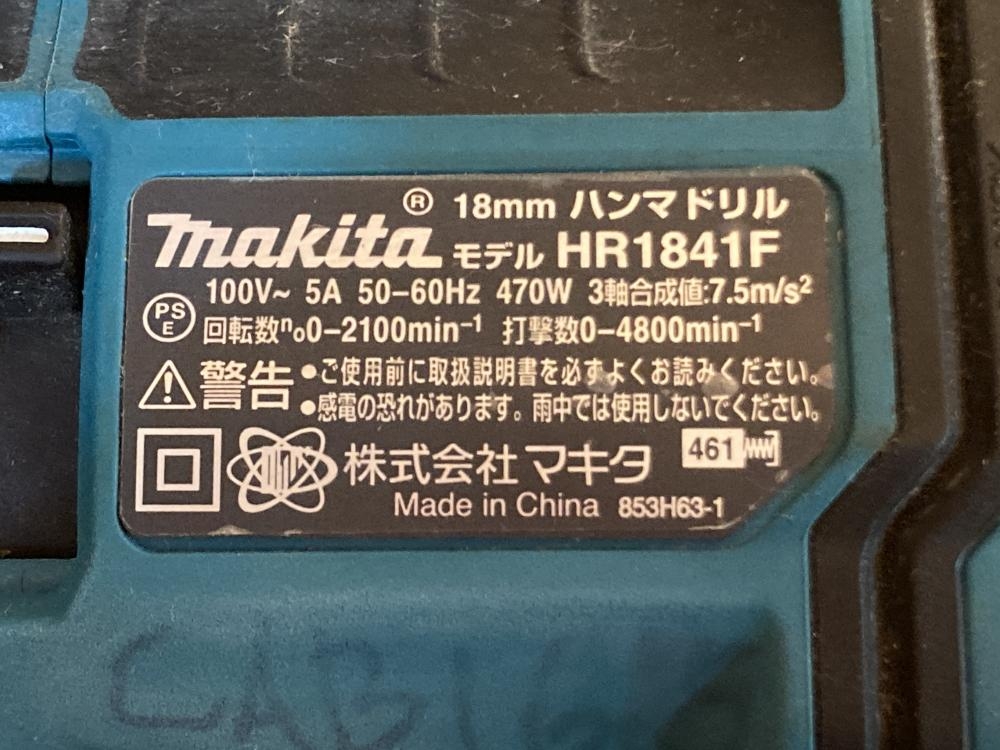 makita® 18mm ハンマドリル
モデル HR1841F
100V~ 5A 50-60Hz 470W 3軸合成値:7.5m/s²
PS E 回転数n₀0-2100min⁻¹ 打撃数0-4800min⁻¹
警告 •ご使用前に取扱説明書を必ずよくお読みください。
•感電の恐れがあります。雨中では使用しないでください。
株式会社 マキタ 461
Made in China 853H63-1